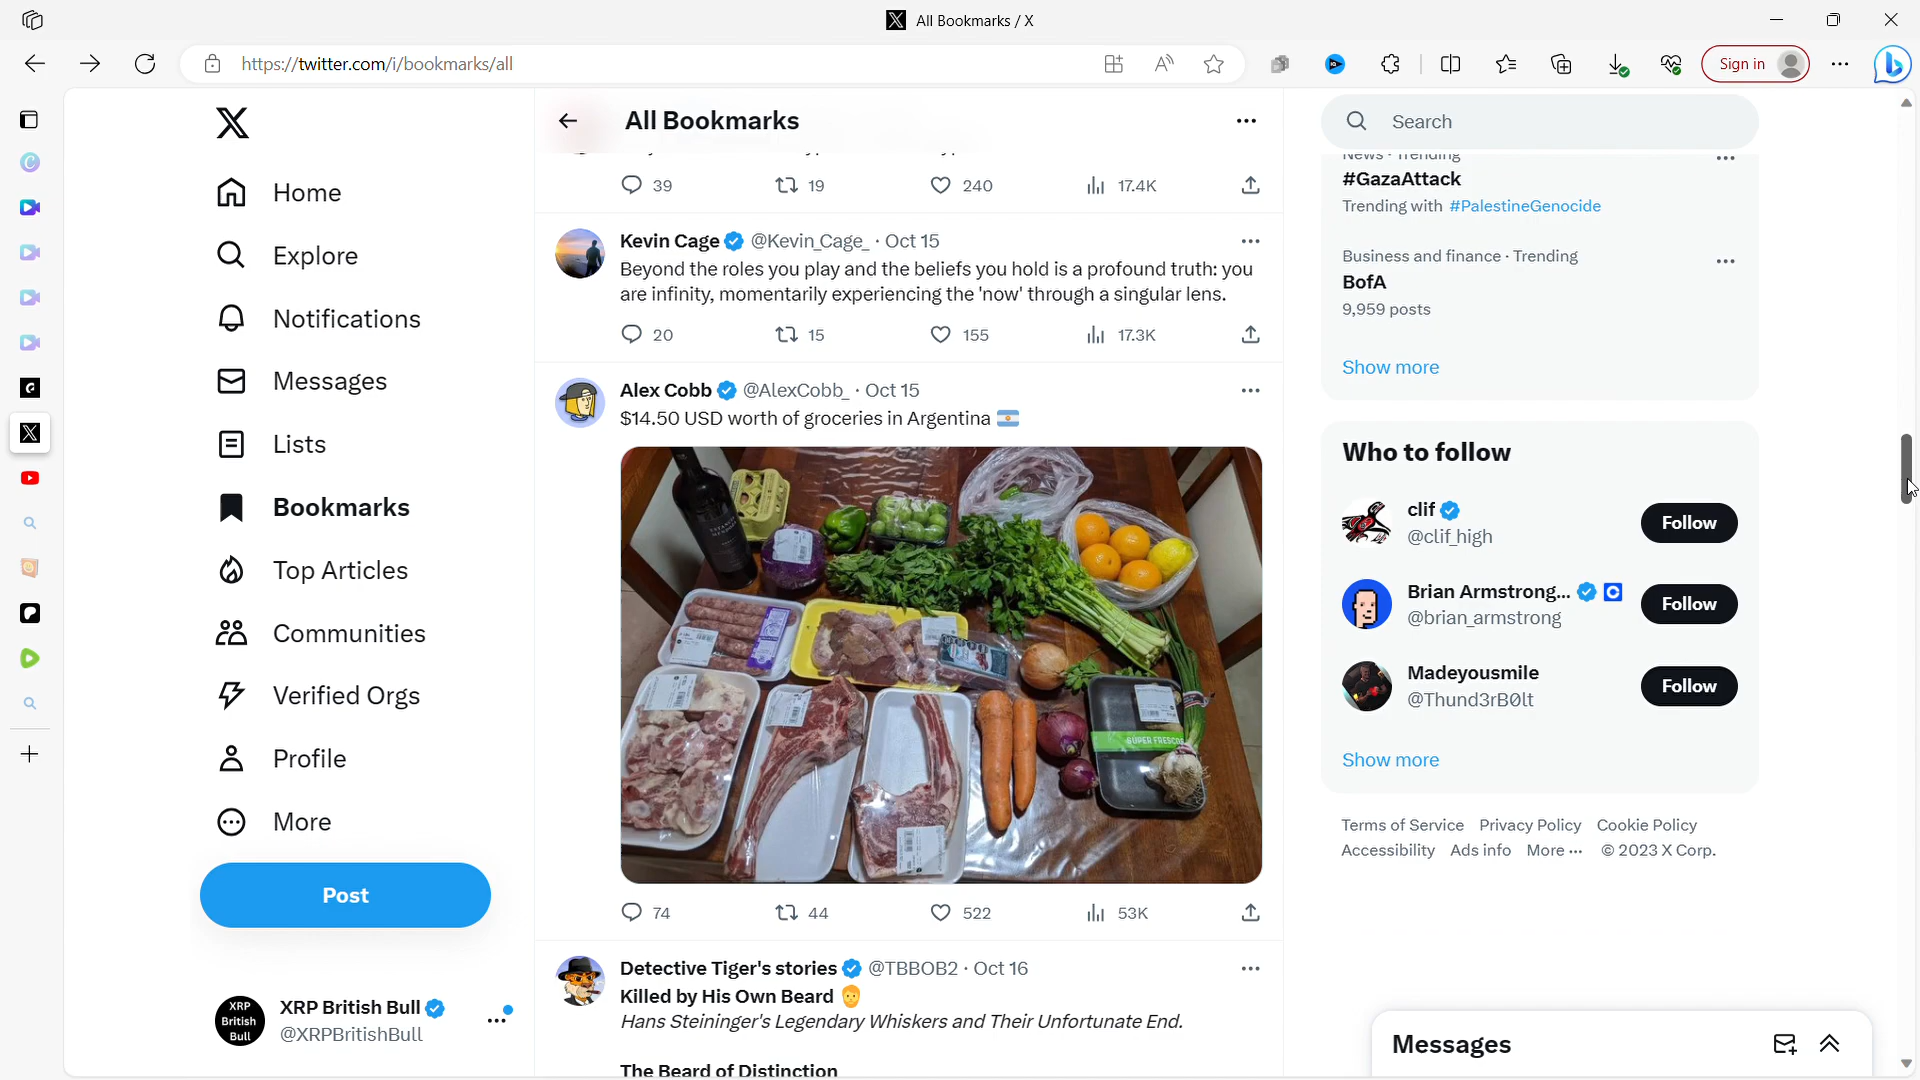 All Bookmarks / X
https://twitter.com/i/bookmarks/all
Sign in
Home
Explore
Notifications
Messages
Lists
Bookmarks
Top Articles
Communities
Verified Orgs
Profile
More
Post
XRP British Bull
XRP British Bull
@XRPBritishBull
All Bookmarks
39 19 240 17.4K
Kevin Cage @Kevin_Cage_ · Oct 15
Beyond the roles you play and the beliefs you hold is a profound truth: you
are infinity, momentarily experiencing the 'now' through a singular lens.
20 15 155 17.3K
Alex Cobb @AlexCobb_ · Oct 15
$14.50 USD worth of groceries in Argentina 🇦🇷
SUPER FRESCOS
74 44 522 53K
Detective Tiger's stories @TBBOB2 · Oct 16
Killed by His Own Beard 🧔
Hans Steininger's Legendary Whiskers and Their Unfortunate End.
The Beard of Distinction
Search
News · Trending
#GazaAttack
Trending with #PalestineGenocide
Business and finance · Trending
BofA
9,959 posts
Show more
Who to follow
clif
@clif_high
Follow
Brian Armstrong...
@brian_armstrong
Follow
Madeyousmile
@Thund3rB0lt
Follow
Show more
Terms of Service Privacy Policy Cookie Policy
Accessibility Ads info More ··· © 2023 X Corp.
Messages